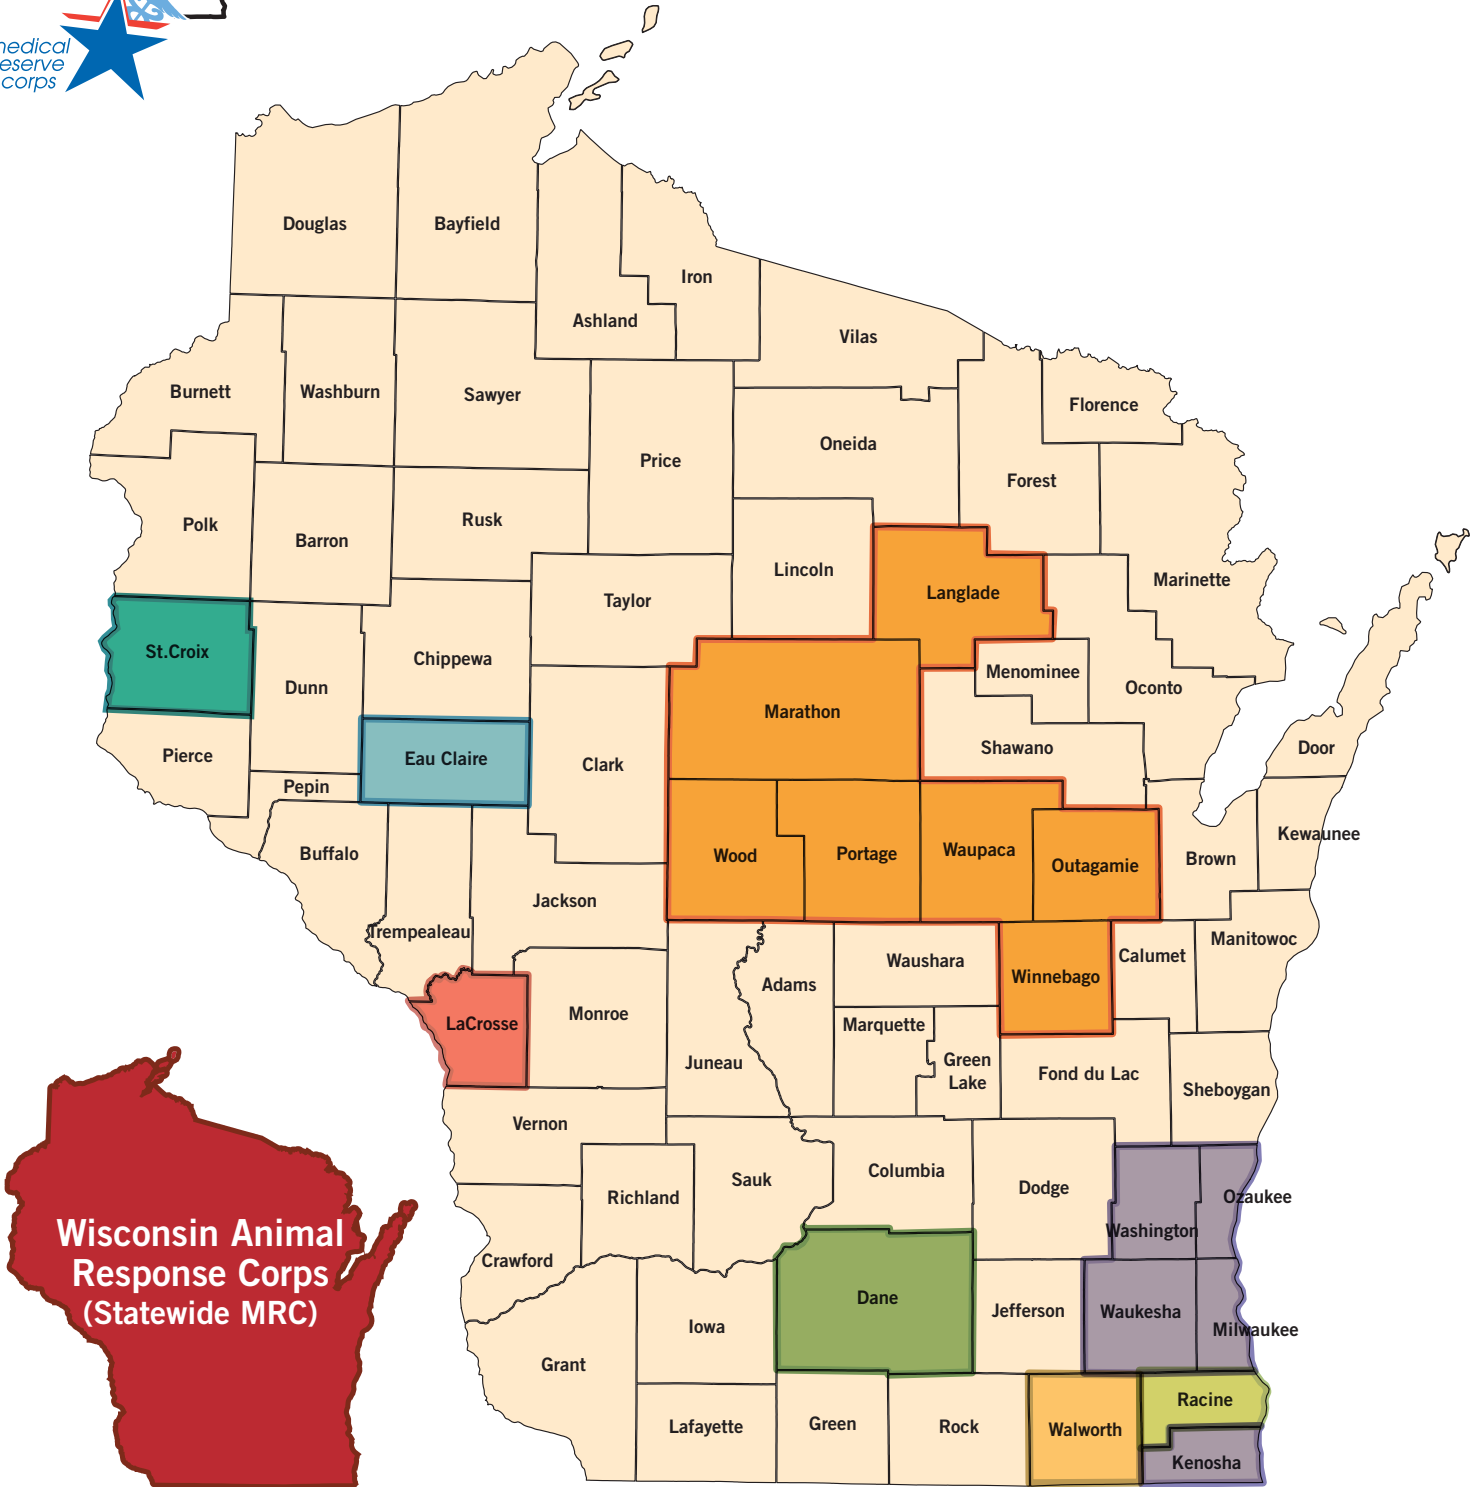 medical
reserve
corps
Douglas
Bayfield
Iron
Ashland
Vilas
Burnett
Washburn
Sawyer
Florence
Oneida
Price
Forest
Polk
Rusk
Barron
Lincoln
Marinette
Langlade
Taylor
St.Croix
Chippewa
Menominee
Dunn
Oconto
Marathon
Shawano
Door
Pierce
Eau Claire
Clark
Pepin
Kewaunee
Buffalo
Wood
Portage
Waupaca
Brown
Outagamie
Jackson
Trempealeau
Manitowoc
Calumet
Waushara
Winnebago
Adams
Monroe
LaCrosse
Marquette
Juneau
Green
Lake
Fond du Lac
Sheboygan
Vernon
Columbia
Sauk
Dodge
Richland
Ozaukee
Washington
Crawford
Wisconsin Animal
Response Corps
(Statewide MRC)
Dane
Jefferson
Waukesha
Iowa
Milwaukee
Grant
Racine
Lafayette
Green
Rock
Walworth
Kenosha